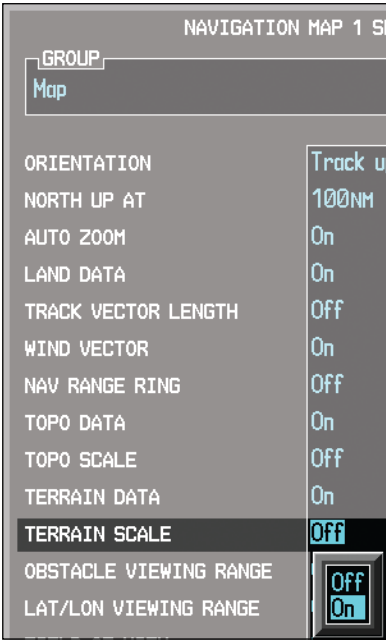 NAVIGATION MAP 1
GROUP
Map
ORIENTATION Track
NORTH UP AT 100NM
AUTO ZOOM On
LAND DATA On
TRACK VECTOR LENGTH Off
WIND VECTOR On
NAV RANGE RING Off
TOPO DATA On
TOPO SCALE Off
TERRAIN DATA On
TERRAIN SCALE Off
OBSTACLE VIEWING RANGE
Off
LAT/LON VIEWING RANGE
On